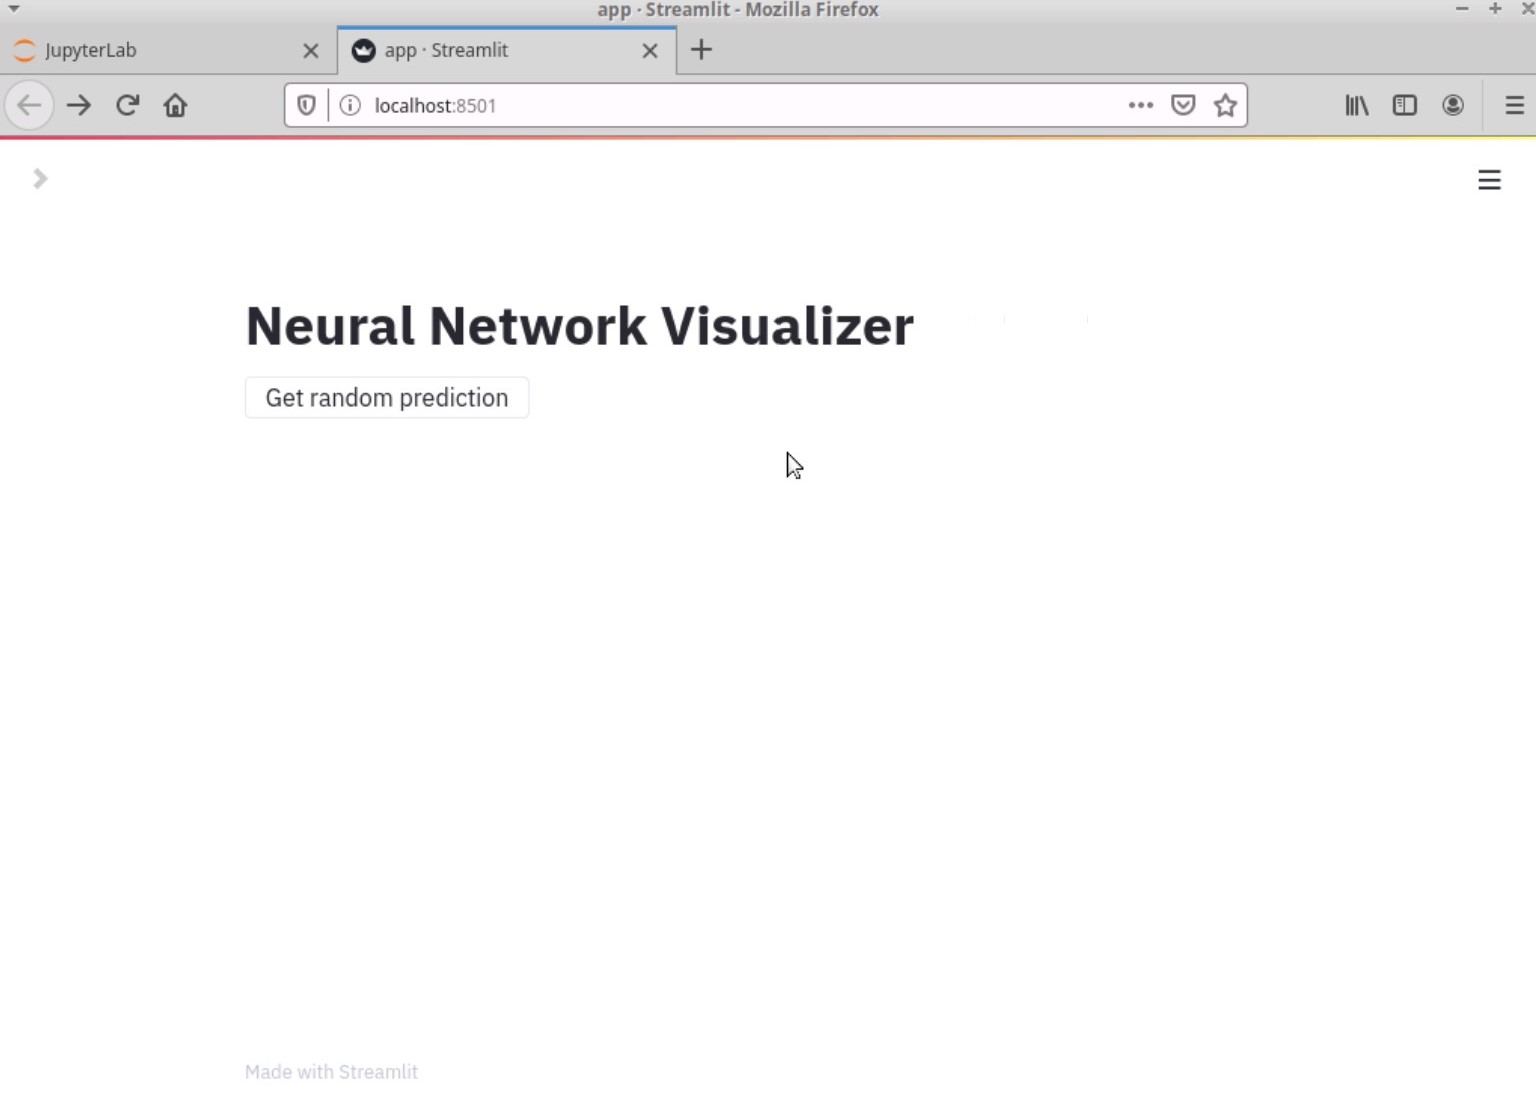 app · Streamlit - Mozilla Firefox
JupyterLab
app · Streamlit
localhost:8501
Neural Network Visualizer
Get random prediction
Made with Streamlit